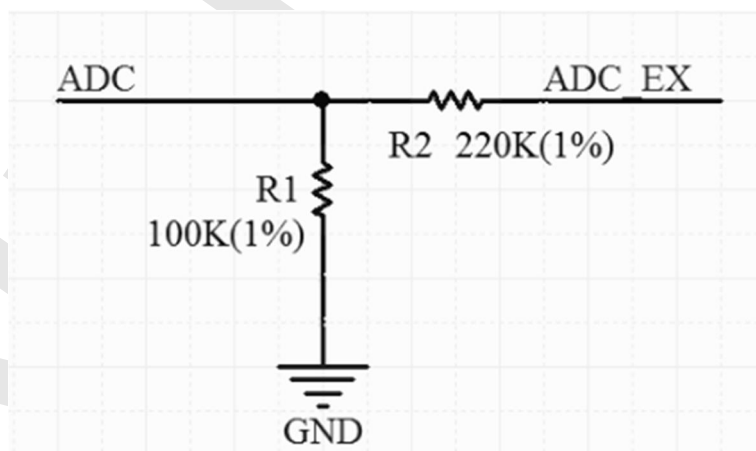 ADC
ADC_EX
R2 220K(1%)
R1
100K(1%)
GND